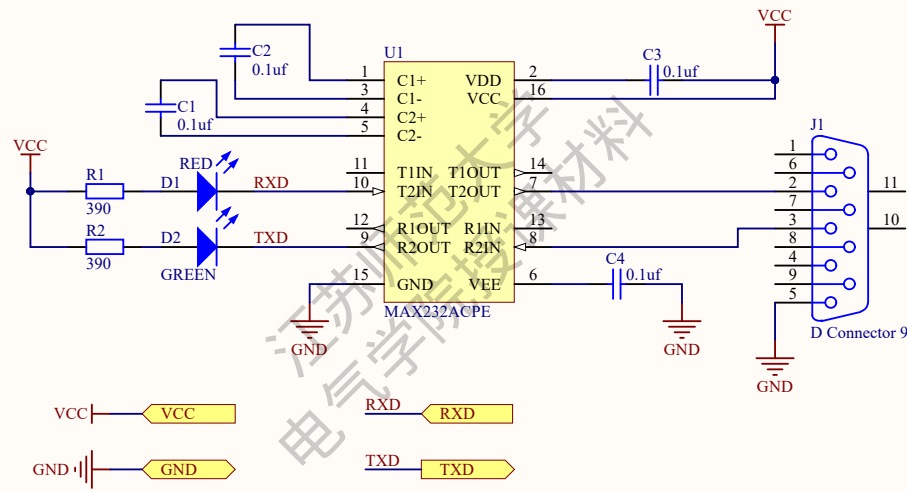 VCC
C2
0.1uf
C1
0.1uf
U1
MAX232ACPE
1 C1+
3 C1-
4 C2+
5 C2-
11 T1IN
10 T2IN
12 R1OUT
9 R2OUT
15 GND
VDD 2
VCC 16
T1OUT 14
T2OUT 7
R1IN 13
R2IN 8
VEE 6
C3
0.1uf
VCC
R1
390
D1
RED
RXD
R2
390
D2
GREEN
TXD
GND
C4
0.1uf
GND
J1
1
6
2
7
3
8
4
9
5
11
10
D Connector 9
GND
VCC VCC
RXD RXD
GND GND
TXD TXD
江苏师范大学
电气学院授课材料